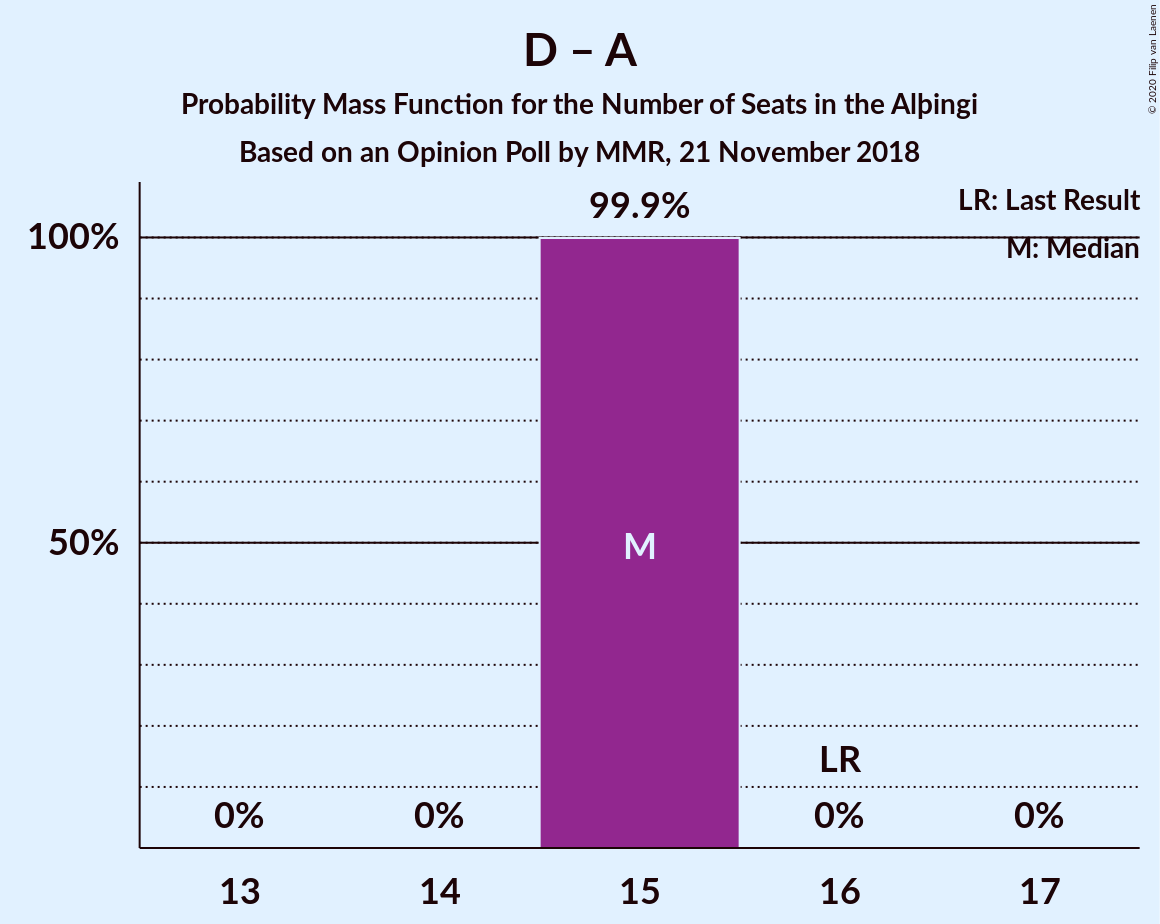 D – A
Probability Mass Function for the Number of Seats in the Alþingi
Based on an Opinion Poll by MMR, 21 November 2018
© 2020 Filip van Laenen
LR: Last Result
M: Median
99.9%
100%
50%
M
LR
0%
0%
0%
0%
13
14
15
16
17